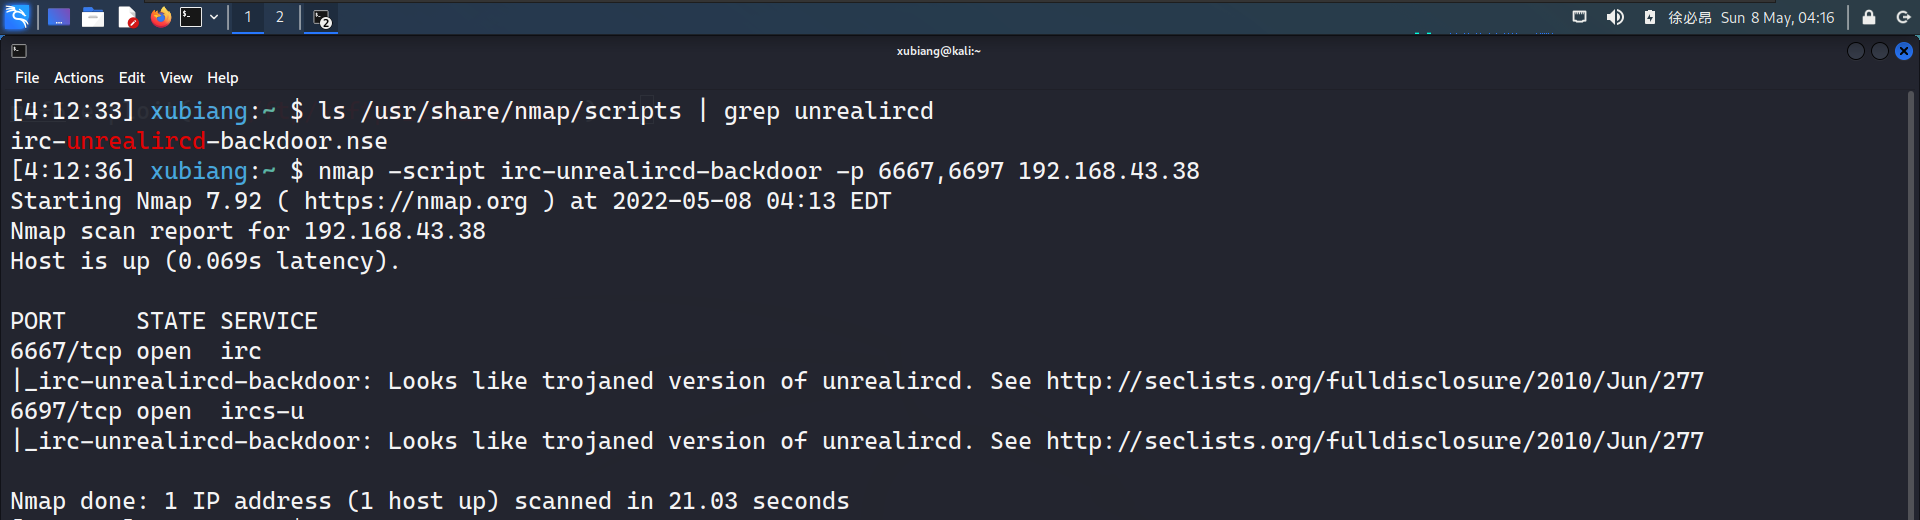 1 2 2 徐必昂 Sun 8 May, 04:16
xubiang@kali:~
File Actions Edit View Help
[4:12:33] xubiang:~ $ ls /usr/share/nmap/scripts | grep unrealircd
irc-unrealircd-backdoor.nse
[4:12:36] xubiang:~ $ nmap -script irc-unrealircd-backdoor -p 6667,6697 192.168.43.38
Starting Nmap 7.92 ( https://nmap.org ) at 2022-05-08 04:13 EDT
Nmap scan report for 192.168.43.38
Host is up (0.069s latency).
PORT     STATE SERVICE
6667/tcp open  irc
|_irc-unrealircd-backdoor: Looks like trojaned version of unrealircd. See http://seclists.org/fulldisclosure/2010/Jun/277
6697/tcp open  ircs-u
|_irc-unrealircd-backdoor: Looks like trojaned version of unrealircd. See http://seclists.org/fulldisclosure/2010/Jun/277
Nmap done: 1 IP address (1 host up) scanned in 21.03 seconds